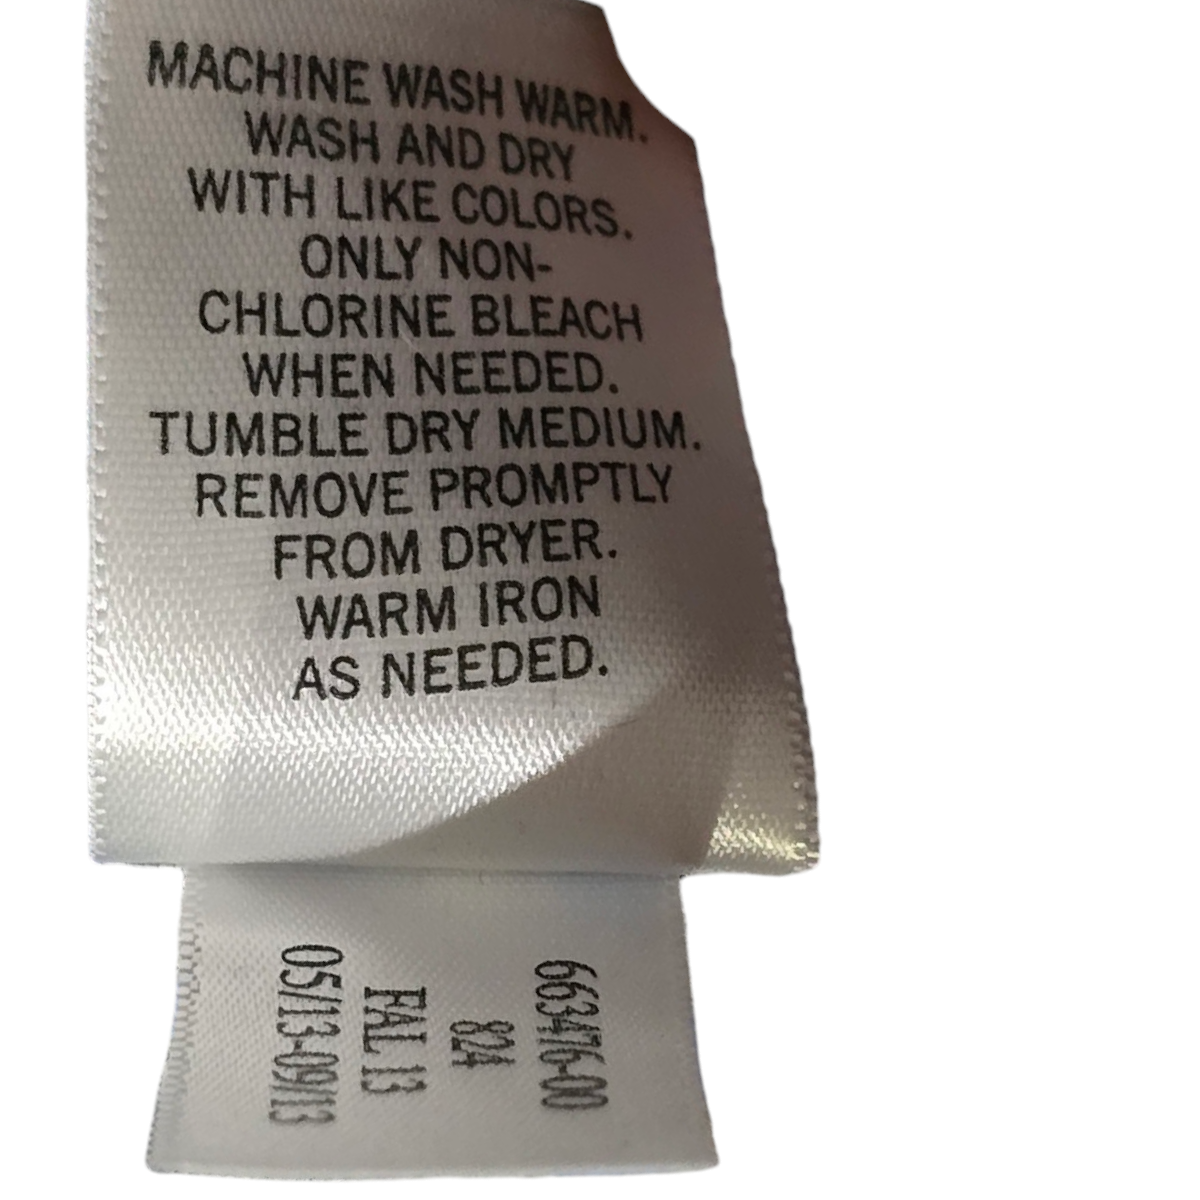 MACHINE WASH WARM.
WASH AND DRY
WITH LIKE COLORS.
ONLY NON-
CHLORINE BLEACH
WHEN NEEDED.
TUMBLE DRY MEDIUM.
REMOVE PROMPTLY
FROM DRYER.
WARM IRON
AS NEEDED.
663476-00
824
FAL 13
05/13-09/13